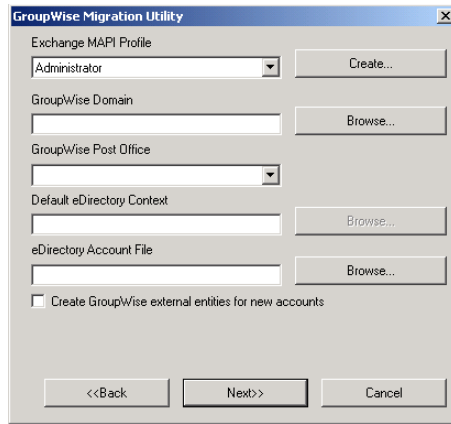 GroupWise Migration Utility
Exchange MAPI Profile
Administrator
Create...
GroupWise Domain
Browse...
GroupWise Post Office
Default eDirectory Context
Browse...
eDirectory Account File
Browse...
Create GroupWise external entities for new accounts
<<Back
Next>>
Cancel